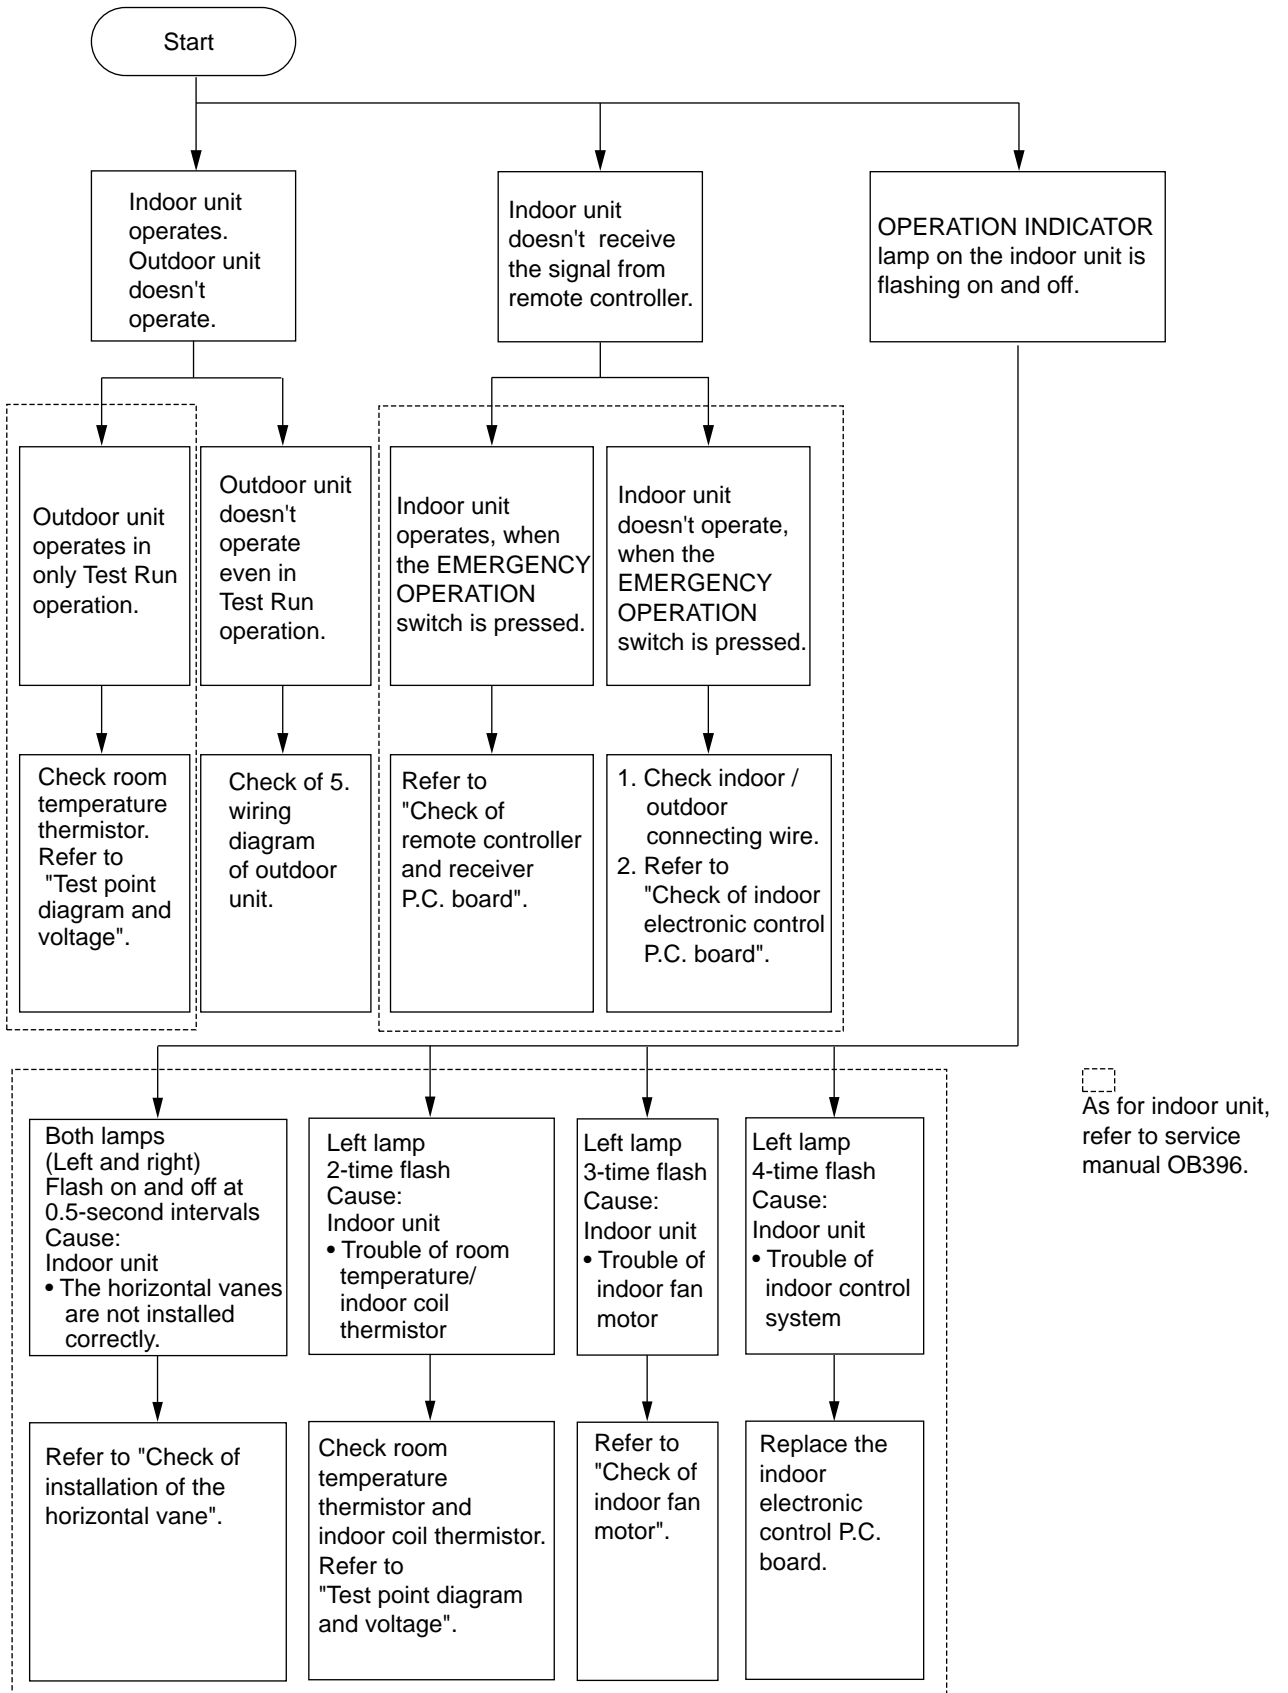 Start
Indoor unit
operates.
Outdoor unit
doesn't
operate.
Indoor unit
doesn't receive
the signal from
remote controller.
OPERATION INDICATOR
lamp on the indoor unit is
flashing on and off.
Outdoor unit
operates in
only Test Run
operation.
Outdoor unit
doesn't
operate
even in
Test Run
operation.
Indoor unit
operates, when
the EMERGENCY
OPERATION
switch is pressed.
Indoor unit
doesn't operate,
when the
EMERGENCY
OPERATION
switch is pressed.
Check room
temperature
thermistor.
Refer to
"Test point
diagram and
voltage".
Check of 5.
wiring
diagram
of outdoor
unit.
Refer to
"Check of
remote controller
and receiver
P.C. board".
1. Check indoor /
outdoor
connecting wire.
2. Refer to
"Check of indoor
electronic control
P.C. board".
Both lamps
(Left and right)
Flash on and off at
0.5-second intervals
Cause:
Indoor unit
• The horizontal vanes
are not installed
correctly.
Left lamp
2-time flash
Cause:
Indoor unit
• Trouble of room
temperature/
indoor coil
thermistor
Left lamp
3-time flash
Cause:
Indoor unit
• Trouble of
indoor fan
motor
Left lamp
4-time flash
Cause:
Indoor unit
• Trouble of
indoor control
system
As for indoor unit,
refer to service
manual OB396.
Refer to "Check of
installation of the
horizontal vane".
Check room
temperature
thermistor and
indoor coil thermistor.
Refer to
"Test point diagram
and voltage".
Refer to
"Check of
indoor fan
motor".
Replace the
indoor
electronic
control P.C.
board.